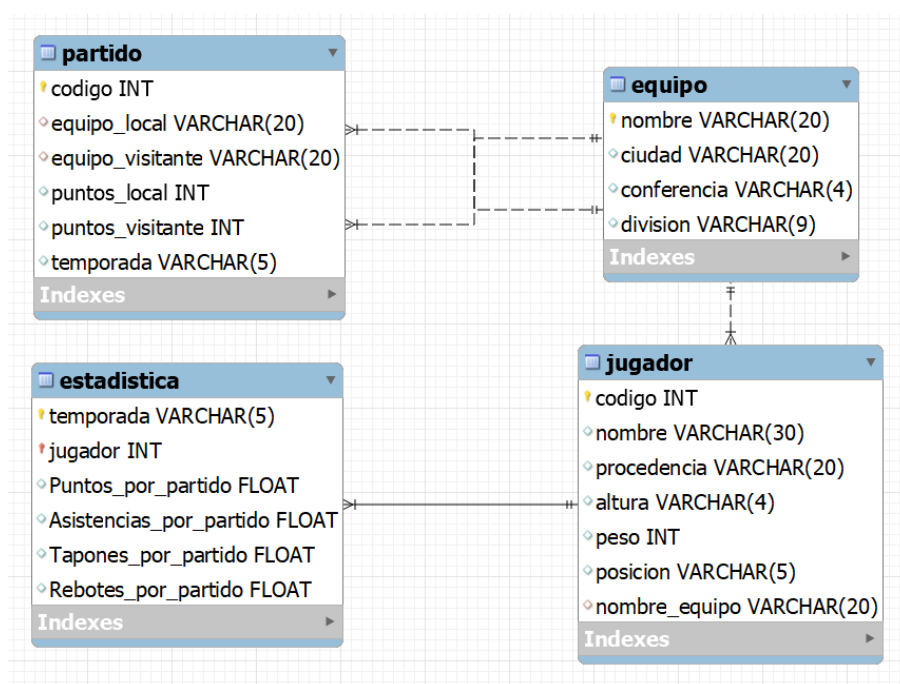 partido
codigo INT
equipo_local VARCHAR(20)
equipo_visitante VARCHAR(20)
puntos_local INT
puntos_visitante INT
temporada VARCHAR(5)
Indexes
equipo
nombre VARCHAR(20)
ciudad VARCHAR(20)
conferencia VARCHAR(4)
division VARCHAR(9)
Indexes
estadistica
temporada VARCHAR(5)
jugador INT
Puntos_por_partido FLOAT
Asistencias_por_partido FLOAT
Tapones_por_partido FLOAT
Rebotes_por_partido FLOAT
Indexes
jugador
codigo INT
nombre VARCHAR(30)
procedencia VARCHAR(20)
altura VARCHAR(4)
peso INT
posicion VARCHAR(5)
nombre_equipo VARCHAR(20)
Indexes